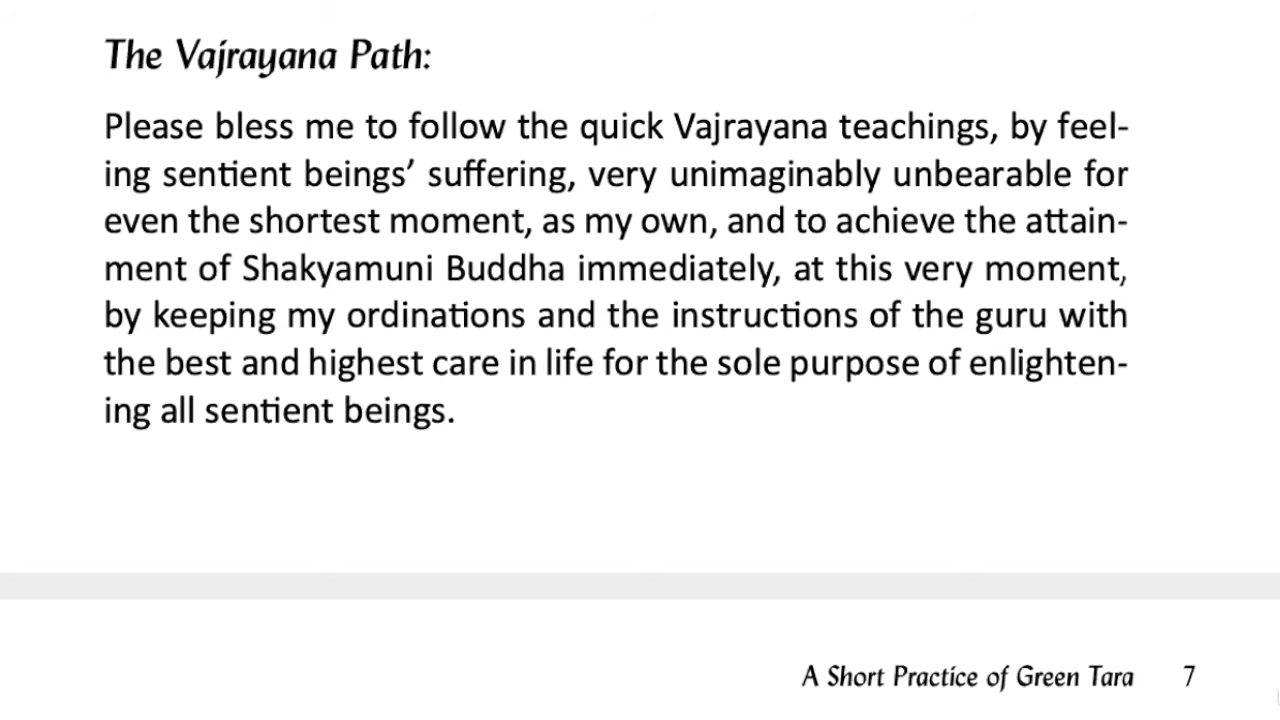 The Vajrayana Path:
Please bless me to follow the quick Vajrayana teachings, by feel-
ing sentient beings’ suffering, very unimaginably unbearable for
even the shortest moment, as my own, and to achieve the attain-
ment of Shakyamuni Buddha immediately, at this very moment,
by keeping my ordinations and the instructions of the guru with
the best and highest care in life for the sole purpose of enlighten-
ing all sentient beings.
A Short Practice of Green Tara 7